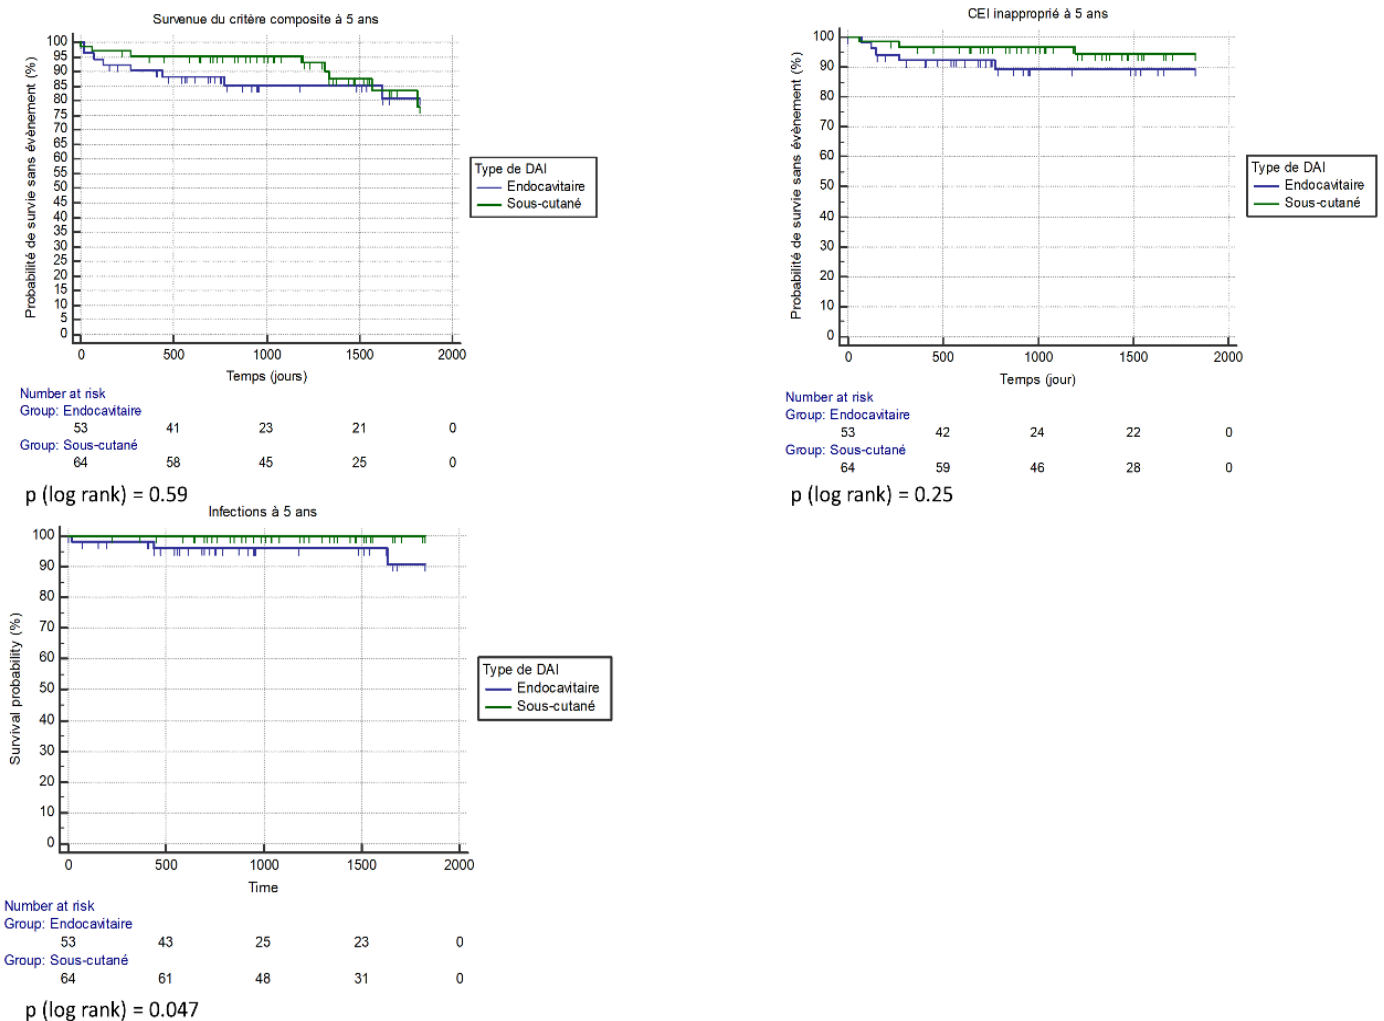 Survenue du critère composite à 5 ans
Probabilité de survie sans évènement (%)
100
95
90
85
80
75
70
65
60
55
50
45
40
35
30
25
20
15
10
5
0
0 500 1000 1500 2000
Temps (jours)
Type de DAI
Endocavitaire
Sous-cutané
Number at risk
Group: Endocavitaire
53 41 23 21 0
Group: Sous-cutané
64 58 45 25 0
p (log rank) = 0.59
CEI inapproprié à 5 ans
Probabilité de survie sans évènement (%)
100
90
80
70
60
50
40
30
20
10
0
0 500 1000 1500 2000
Temps (jour)
Type de DAI
Endocavitaire
Sous-cutané
Number at risk
Group: Endocavitaire
53 42 24 22 0
Group: Sous-cutané
64 59 46 28 0
p (log rank) = 0.25
Infections à 5 ans
Survival probability (%)
100
90
80
70
60
50
40
30
20
10
0
0 500 1000 1500 2000
Time
Type de DAI
Endocavitaire
Sous-cutané
Number at risk
Group: Endocavitaire
53 43 25 23 0
Group: Sous-cutané
64 61 48 31 0
p (log rank) = 0.047